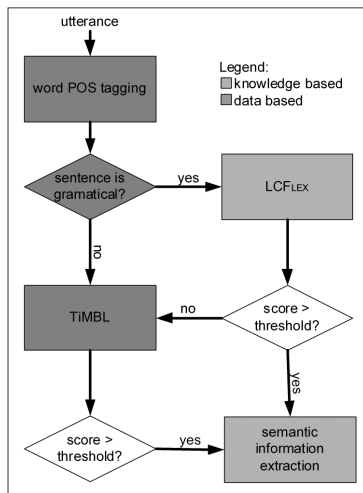 utterance
Legend:
knowledge based
data based
word POS tagging
sentence is
gramatical?
yes
LCFLEX
no
TiMBL
no
score >
threshold?
yes
score >
threshold?
yes
semantic
information
extraction